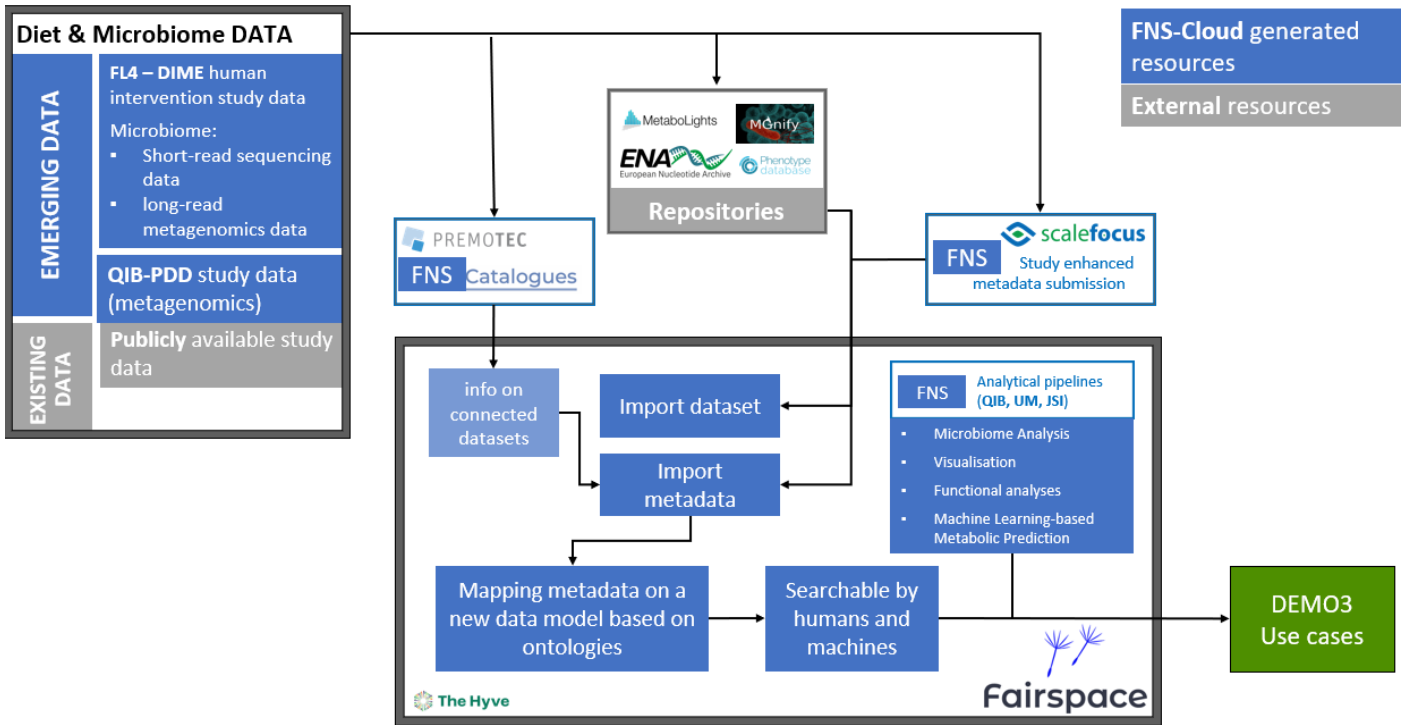 Diet & Microbiome DATA
EMERGING DATA
FL4 – DIME human
intervention study data
Microbiome:
▪ Short-read sequencing
data
▪ long-read
metagenomics data
QIB-PDD study data
(metagenomics)
EXISTING
DATA
Publicly available study
data
MetaboLights
MGnify
ENA
European Nucleotide Archive
Phenotype
database
Repositories
FNS-Cloud generated
resources
External resources
PREMOTEC
FNS Catalogues
scalefocus
FNS
Study enhanced
metadata submission
info on
connected
datasets
Import dataset
Import
metadata
FNS
Analytical pipelines
(QIB, UM, JSI)
▪ Microbiome Analysis
▪ Visualisation
▪ Functional analyses
▪ Machine Learning-based
Metabolic Prediction
Mapping metadata on a
new data model based on
ontologies
Searchable by
humans and
machines
DEMO3
Use cases
The Hyve
Fairspace